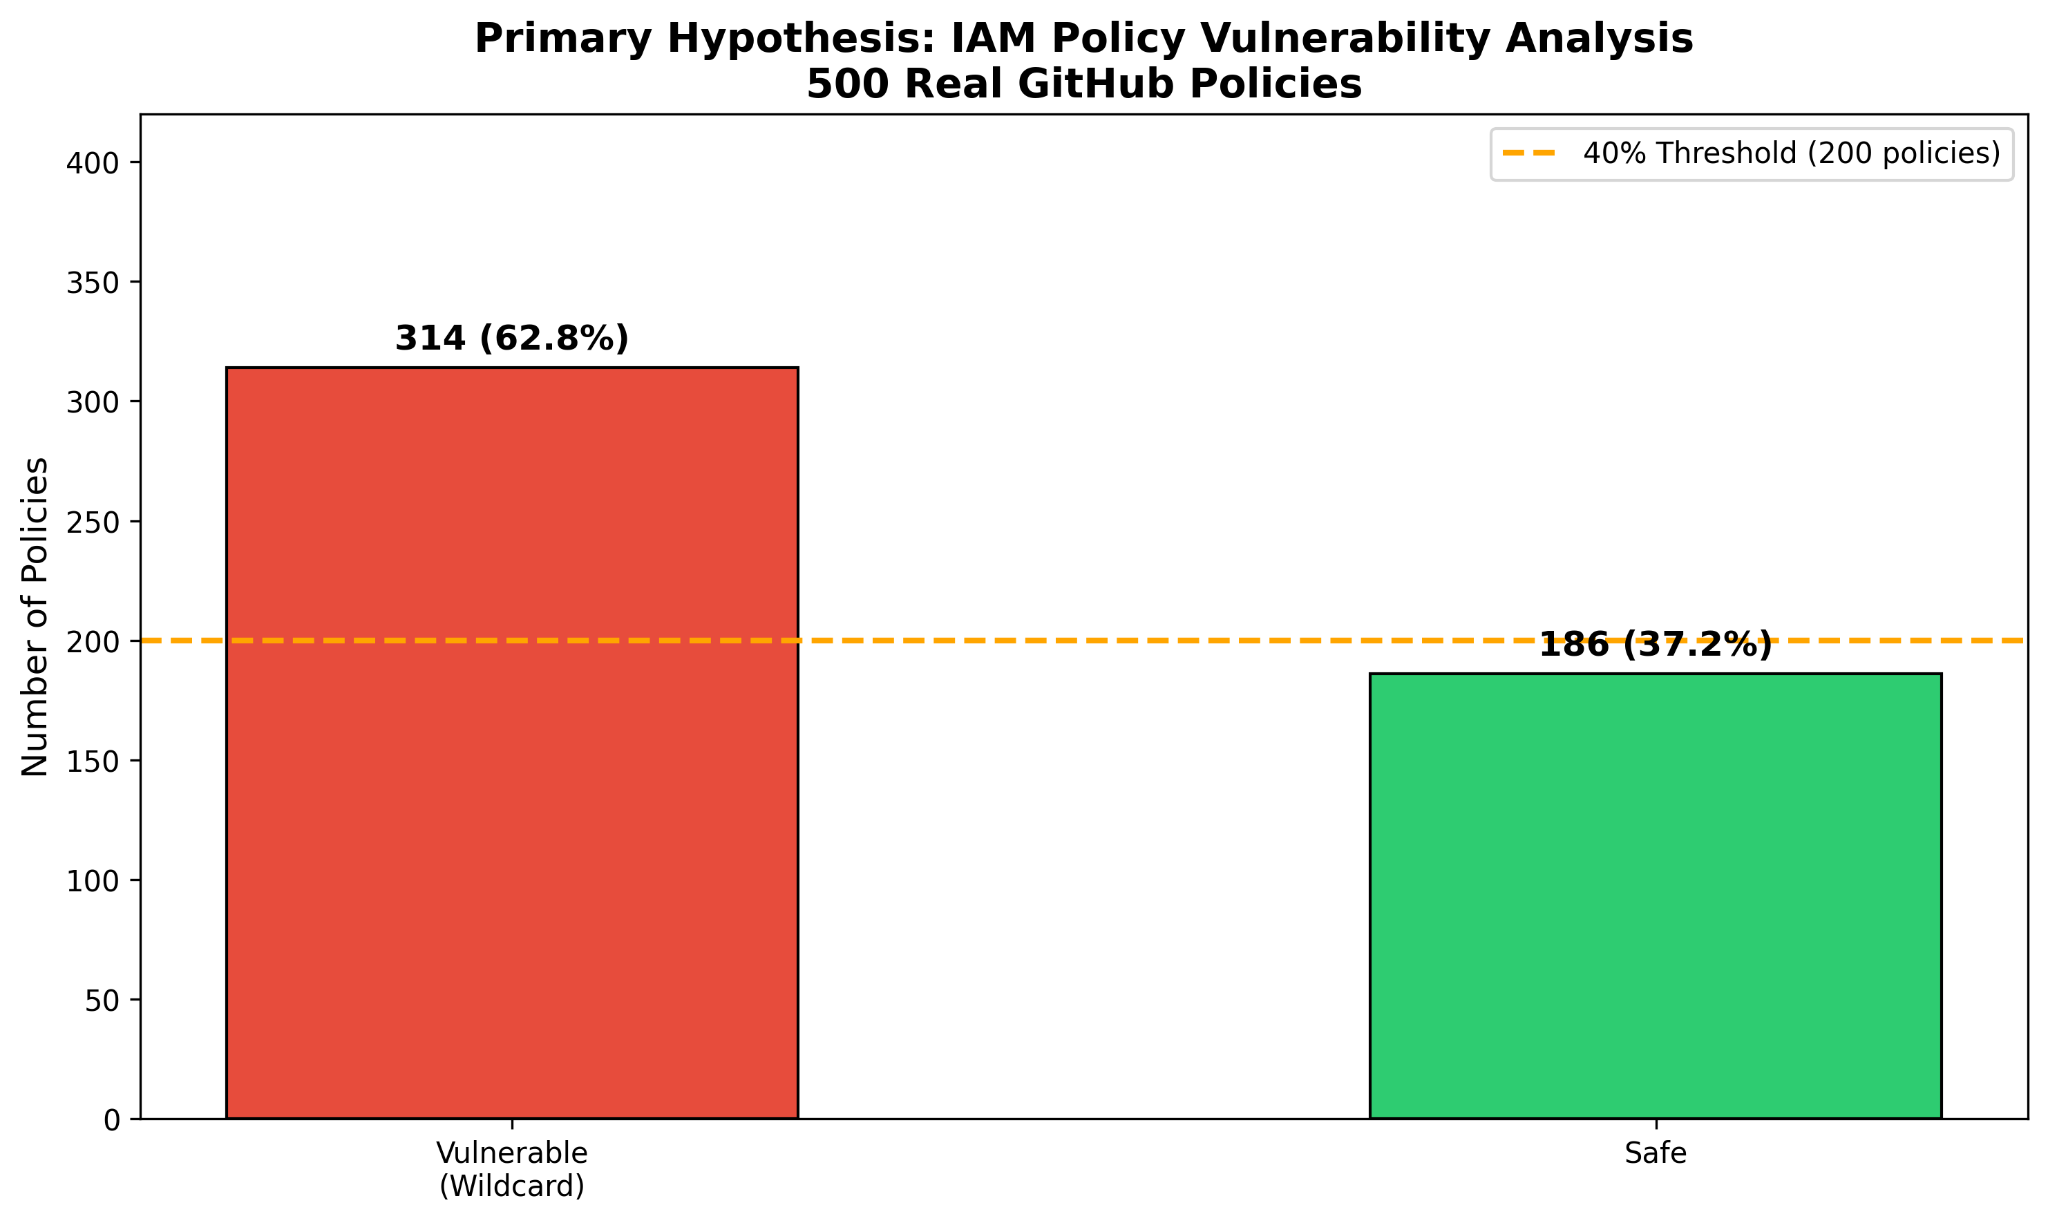 Primary Hypothesis: IAM Policy Vulnerability Analysis
500 Real GitHub Policies
40% Threshold (200 policies)
Number of Policies
400
350
300
250
200
150
100
50
0
314 (62.8%)
186 (37.2%)
Vulnerable
(Wildcard)
Safe